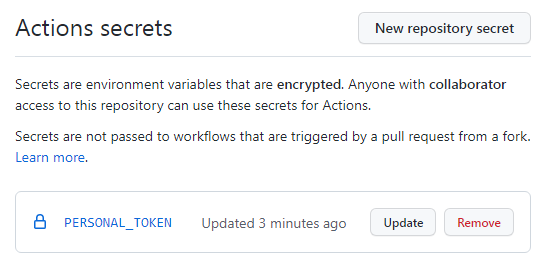 Actions secrets
New repository secret
Secrets are environment variables that are encrypted. Anyone with collaborator
access to this repository can use these secrets for Actions.
Secrets are not passed to workflows that are triggered by a pull request from a fork.
Learn more.
PERSONAL_TOKEN Updated 3 minutes ago Update Remove